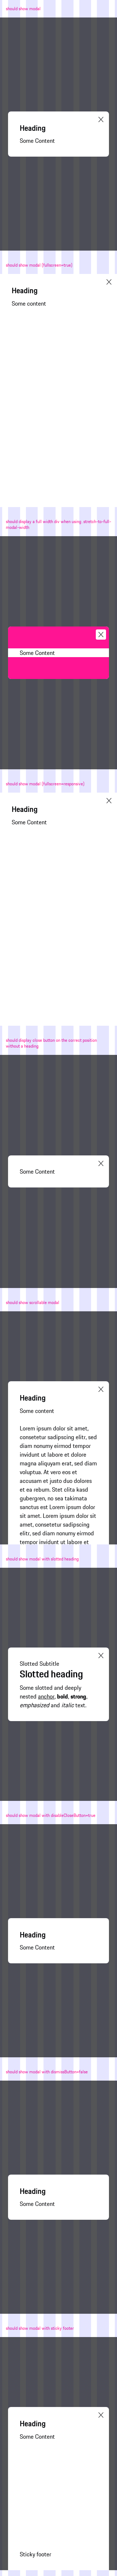 should show modal
Heading
Some Content
should show modal (fullscreen=true)
Heading
Some content
should display a full width div when using .stretch-to-full-
modal-width
Some Content
should show modal (fullscreen=responsive)
Heading
Some Content
should display close button on the correct position
without a heading
Some Content
should show scrollable modal
Heading
Some content
Lorem ipsum dolor sit amet,
consetetur sadipscing elitr, sed
diam nonumy eirmod tempor
invidunt ut labore et dolore
magna aliquyam erat, sed diam
voluptua. At vero eos et
accusam et justo duo dolores
et ea rebum. Stet clita kasd
gubergren, no sea takimata
sanctus est Lorem ipsum dolor
sit amet. Lorem ipsum dolor sit
amet, consetetur sadipscing
elitr, sed diam nonumy eirmod
tempor invidunt ut labore et
should show modal with slotted heading
Slotted Subtitle
Slotted heading
Some slotted and deeply
nested anchor, bold, strong,
emphasized and italic text.
should show modal with disableCloseButton=true
Heading
Some Content
should show modal with dismissButton=false
Heading
Some Content
should show modal with sticky footer
Heading
Some Content
Sticky footer